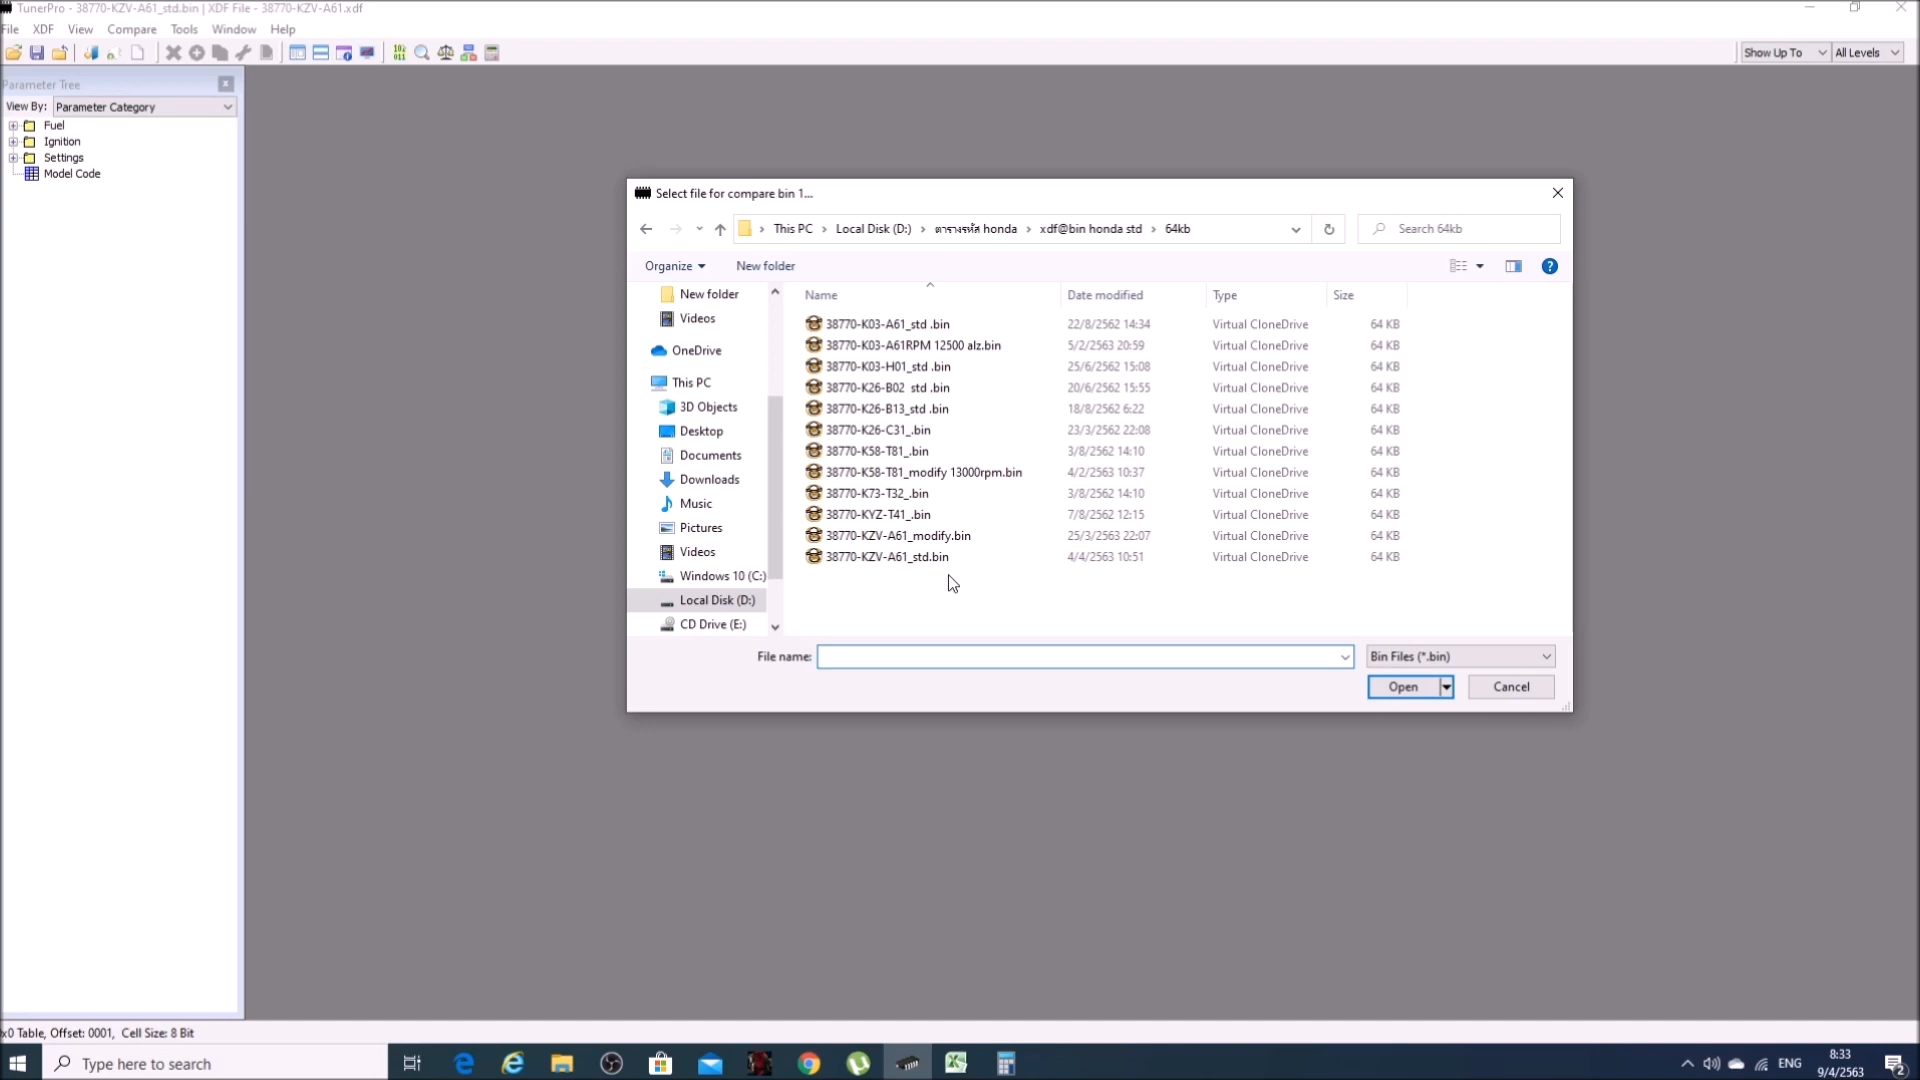 TunerPro - 38770-KZV-A61_std.bin | XDF File - 38770-KZV-A61.xdf
File XDF View Compare Tools Window Help
Show Up To All Levels
Parameter Tree
View By: Parameter Category
Fuel
Ignition
Settings
Model Code
Select file for compare bin 1...
This PC › Local Disk (D:) › ตารางรหัส honda › xdf@bin honda std › 64kb
Search 64kb
Organize New folder
New folder
Videos
OneDrive
This PC
3D Objects
Desktop
Documents
Downloads
Music
Pictures
Videos
Windows 10 (C:)
Local Disk (D:)
CD Drive (E:)
Name Date modified Type Size
38770-K03-A61_std .bin 22/8/2562 14:34 Virtual CloneDrive 64 KB
38770-K03-A61RPM 12500 alz.bin 5/2/2563 20:59 Virtual CloneDrive 64 KB
38770-K03-H01_std .bin 25/6/2562 15:08 Virtual CloneDrive 64 KB
38770-K26-B02 std .bin 20/6/2562 15:55 Virtual CloneDrive 64 KB
38770-K26-B13_std .bin 18/8/2562 6:22 Virtual CloneDrive 64 KB
38770-K26-C31_.bin 23/3/2562 22:08 Virtual CloneDrive 64 KB
38770-K58-T81_.bin 3/8/2562 14:10 Virtual CloneDrive 64 KB
38770-K58-T81_modify 13000rpm.bin 4/2/2563 10:37 Virtual CloneDrive 64 KB
38770-K73-T32_.bin 3/8/2562 14:10 Virtual CloneDrive 64 KB
38770-KYZ-T41_.bin 7/8/2562 12:15 Virtual CloneDrive 64 KB
38770-KZV-A61_modify.bin 25/3/2563 22:07 Virtual CloneDrive 64 KB
38770-KZV-A61_std.bin 4/4/2563 10:51 Virtual CloneDrive 64 KB
File name: Bin Files (*.bin)
Open Cancel
x0 Table, Offset: 0001, Cell Size: 8 Bit
Type here to search
ENG
8:33
9/4/2563
2